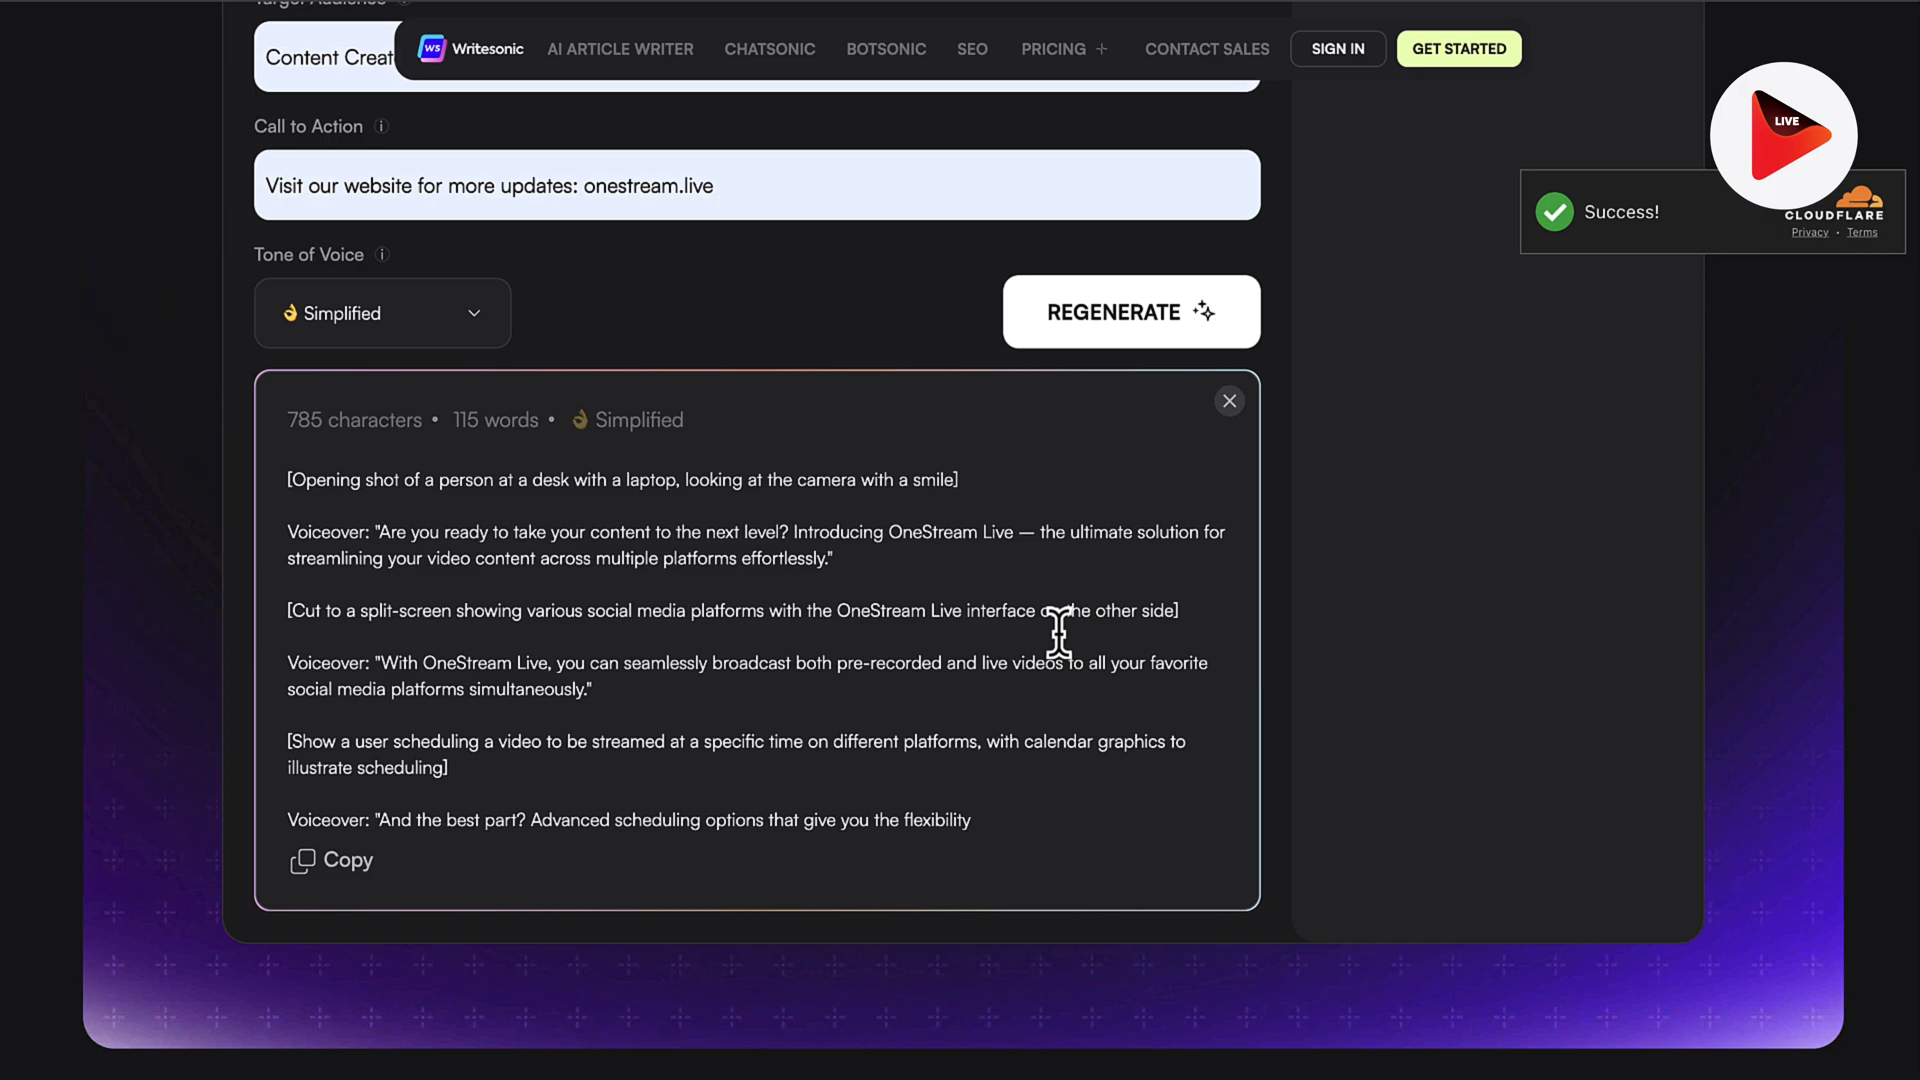 Target Audience
Content Creat
WS Writesonic AI ARTICLE WRITER CHATSONIC BOTSONIC SEO PRICING + CONTACT SALES SIGN IN GET STARTED
LIVE
Call to Action
Visit our website for more updates: onestream.live
Success!
CLOUDFLARE
Privacy • Terms
Tone of Voice
👌 Simplified
REGENERATE
785 characters • 115 words • 👌 Simplified
[Opening shot of a person at a desk with a laptop, looking at the camera with a smile]
Voiceover: "Are you ready to take your content to the next level? Introducing OneStream Live — the ultimate solution for
streamlining your video content across multiple platforms effortlessly."
[Cut to a split-screen showing various social media platforms with the OneStream Live interface the other side]
Voiceover: "With OneStream Live, you can seamlessly broadcast both pre-recorded and live videos to all your favorite
social media platforms simultaneously."
[Show a user scheduling a video to be streamed at a specific time on different platforms, with calendar graphics to
illustrate scheduling]
Voiceover: "And the best part? Advanced scheduling options that give you the flexibility
Copy